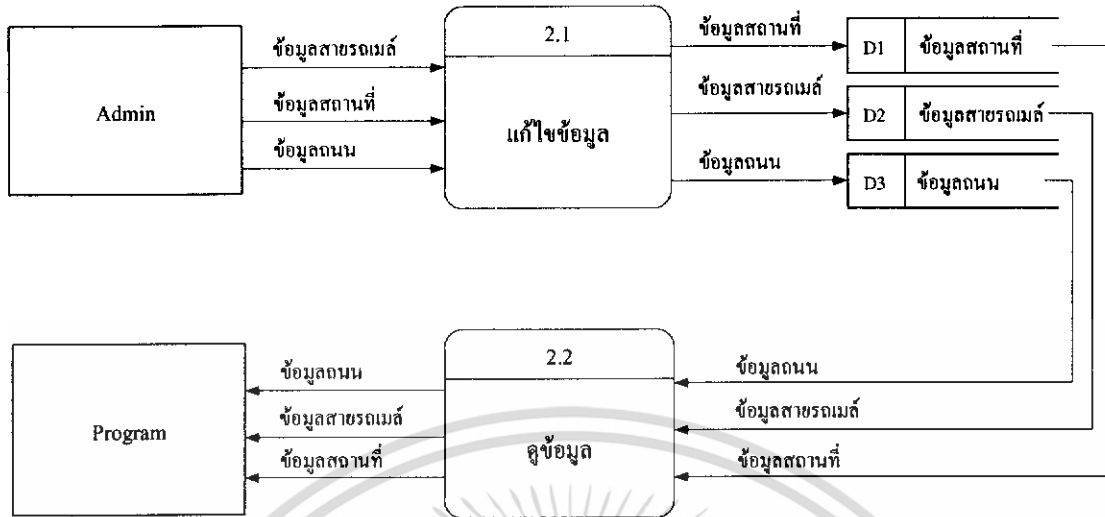 Admin
ข้อมูลสายรถเมล์
ข้อมูลสถานที่
ข้อมูลถนน
2.1
แก้ไขข้อมูล
ข้อมูลสถานที่
ข้อมูลสายรถเมล์
ข้อมูลถนน
D1 ข้อมูลสถานที่
D2 ข้อมูลสายรถเมล์
D3 ข้อมูลถนน
Program
ข้อมูลถนน
ข้อมูลสายรถเมล์
ข้อมูลสถานที่
2.2
ดูข้อมูล
ข้อมูลถนน
ข้อมูลสายรถเมล์
ข้อมูลสถานที่